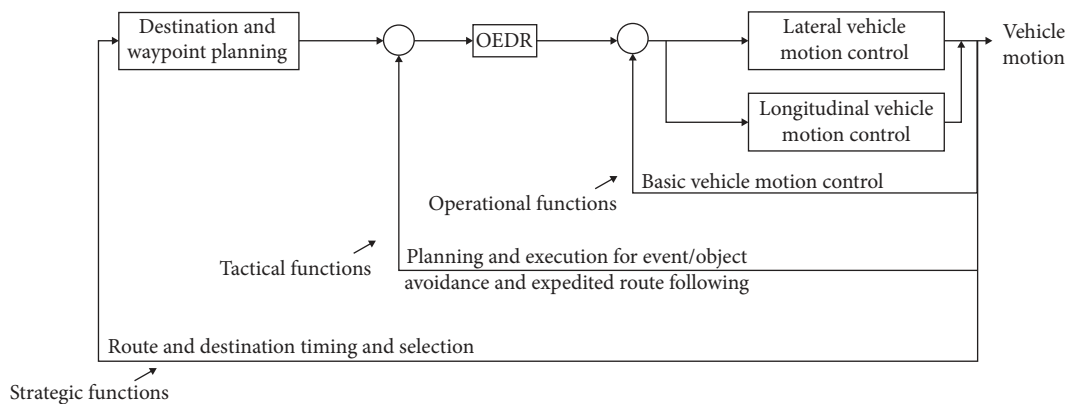 Destination and
waypoint planning
OEDR
Lateral vehicle
motion control
Vehicle
motion
Longitudinal vehicle
motion control
Basic vehicle motion control
Operational functions
Planning and execution for event/object
avoidance and expedited route following
Tactical functions
Route and destination timing and selection
Strategic functions